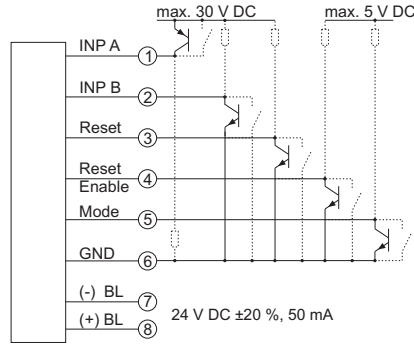 max. 30 V DC
max. 5 V DC
INP A 1
INP B 2
Reset 3
Reset
Enable 4
Mode 5
GND 6
(-) BL 7
(+) BL 8
24 V DC ±20 %, 50 mA